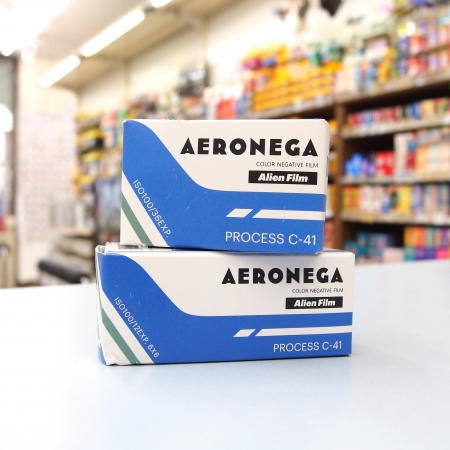 AERONEGA
COLOR NEGATIVE FILM
Alien Film
ISO100/36EXP.
PROCESS C-41
AERONEGA
COLOR NEGATIVE FILM
Alien Film
ISO100/12EXP. 6X6
PROCESS C-41